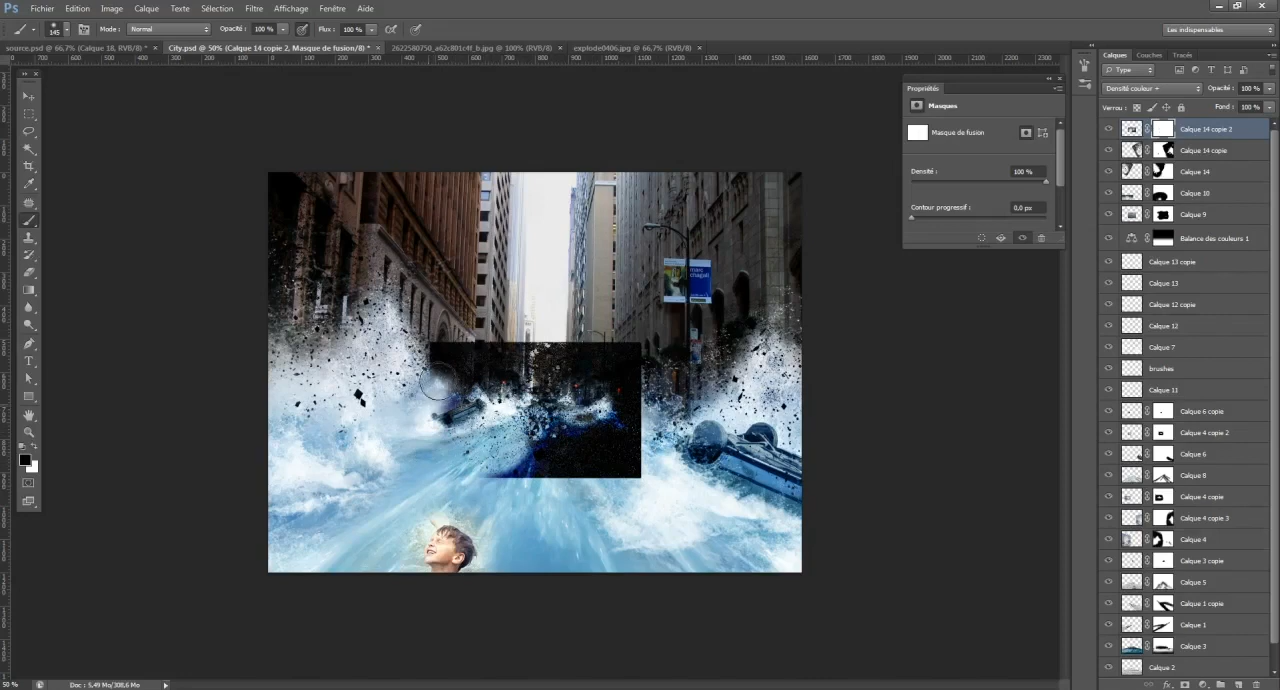 Ps Fichier Edition Image Calque Texte Sélection Filtre Affichage Fenêtre Aide
145 Mode : Normal Opacité : 100 % Flux : 100 % Les indispensables
source.psd @ 66,7% (Calque 18, RVB/8) * × City.psd @ 50% (Calque 14 copie 2, Masque de fusion/8) * × 2622580750_a62c801c4f_b.jpg @ 100% (RVB/8) × explode0406.jpg @ 66,7% (RVB/8) ×
Calques Couches Tracés
Type
Densité couleur + Opacité : 100 %
Verrou : Fond : 100 %
Propriétés
Masques
Masque de fusion
Densité : 100 %
Contour progressif : 0,0 px
Calque 14 copie 2
Calque 14 copie
Calque 14
Calque 10
Calque 9
Balance des couleurs 1
Calque 13 copie
Calque 13
Calque 12 copie
Calque 12
Calque 7
brushes
Calque 11
Calque 6 copie
Calque 4 copie 2
Calque 6
Calque 8
Calque 4 copie
Calque 4 copie 3
Calque 4
Calque 3 copie
Calque 5
Calque 1 copie
Calque 1
Calque 3
Calque 2
marc
chagall
50 % Doc : 5,49 Mo/308,6 Mo